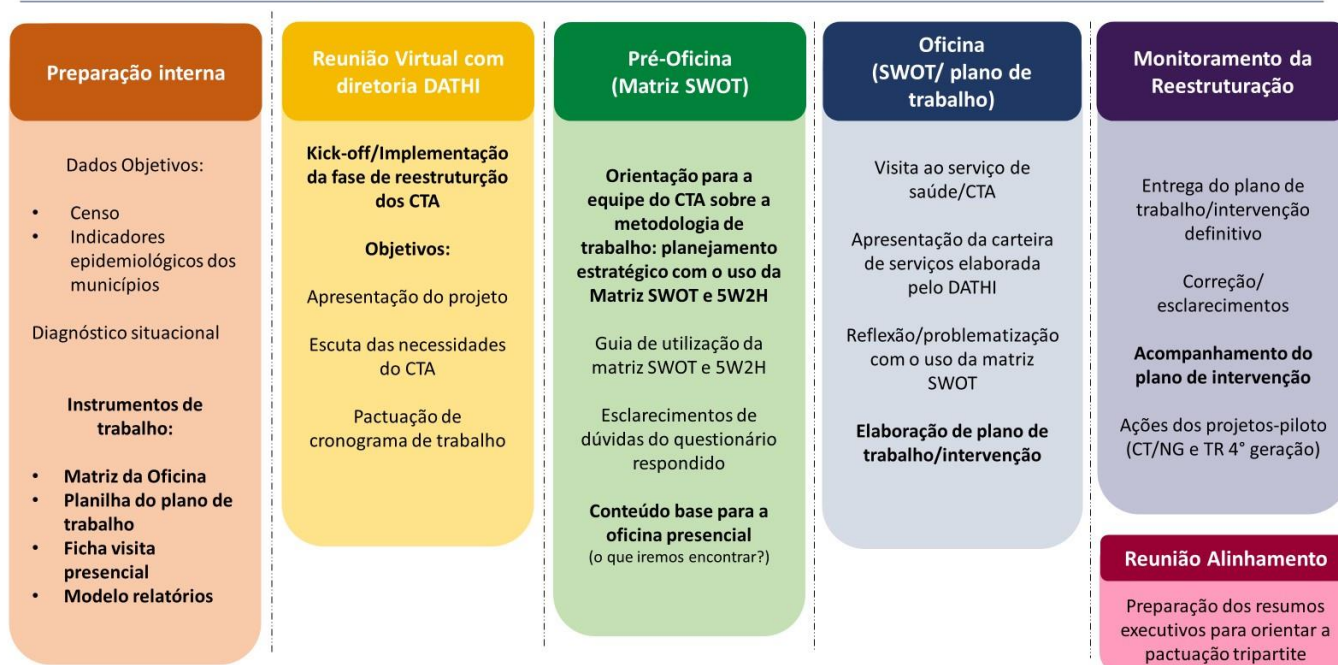 Preparação interna
Dados Objetivos:
• Censo
• Indicadores
epidemiológicos dos
municípios
Diagnóstico situacional
Instrumentos de
trabalho:
• Matriz da Oficina
• Planilha do plano de
trabalho
• Ficha visita
presencial
• Modelo relatórios
Reunião Virtual com
diretoria DATHI
Kick-off/Implementação
da fase de reestruturção
dos CTA
Objetivos:
Apresentação do projeto
Escuta das necessidades
do CTA
Pactuação de
cronograma de trabalho
Pré-Oficina
(Matriz SWOT)
Orientação para a
equipe do CTA sobre a
metodologia de
trabalho: planejamento
estratégico com o uso da
Matriz SWOT e 5W2H
Guia de utilização da
matriz SWOT e 5W2H
Esclarecimentos de
dúvidas do questionário
respondido
Conteúdo base para a
oficina presencial
(o que iremos encontrar?)
Oficina
(SWOT/ plano de
trabalho)
Visita ao serviço de
saúde/CTA
Apresentação da carteira
de serviços elaborada
pelo DATHI
Reflexão/problematização
com o uso da matriz
SWOT
Elaboração de plano de
trabalho/intervenção
Monitoramento da
Reestruturação
Entrega do plano de
trabalho/intervenção
definitivo
Correção/
esclarecimentos
Acompanhamento do
plano de intervenção
Ações dos projetos-piloto
(CT/NG e TR 4° geração)
Reunião Alinhamento
Preparação dos resumos
executivos para orientar a
pactuação tripartite